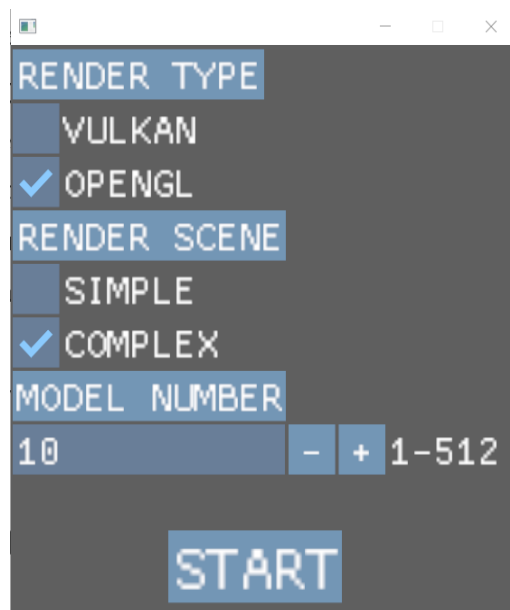 RENDER TYPE
VULKAN
OPENGL
RENDER SCENE
SIMPLE
COMPLEX
MODEL NUMBER
10 - + 1-512
START